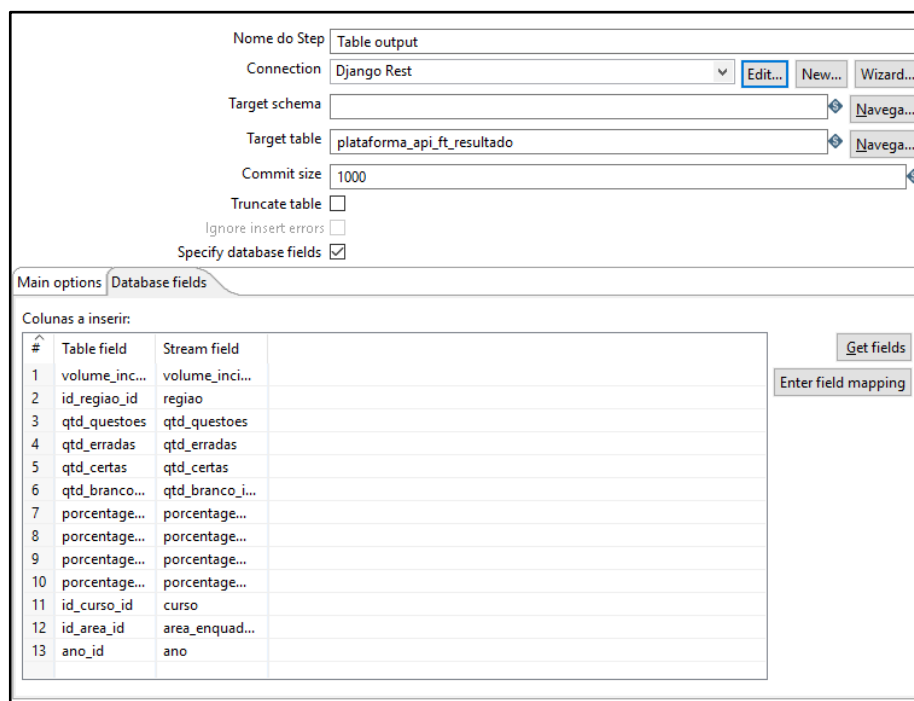 Nome do Step Table output
Connection Django Rest Edit... New... Wizard...
Target schema Navega...
Target table plataforma_api_ft_resultado Navega...
Commit size 1000
Truncate table
Ignore insert errors
Specify database fields
Main options Database fields
Colunas a inserir:
# Table field Stream field Get fields
1 volume_inc... volume_inci... Enter field mapping
2 id_regiao_id regiao
3 qtd_questoes qtd_questoes
4 qtd_erradas qtd_erradas
5 qtd_certas qtd_certas
6 qtd_branco... qtd_branco_i...
7 porcentage... porcentage...
8 porcentage... porcentage...
9 porcentage... porcentage...
10 porcentage... porcentage...
11 id_curso_id curso
12 id_area_id area_enquad...
13 ano_id ano